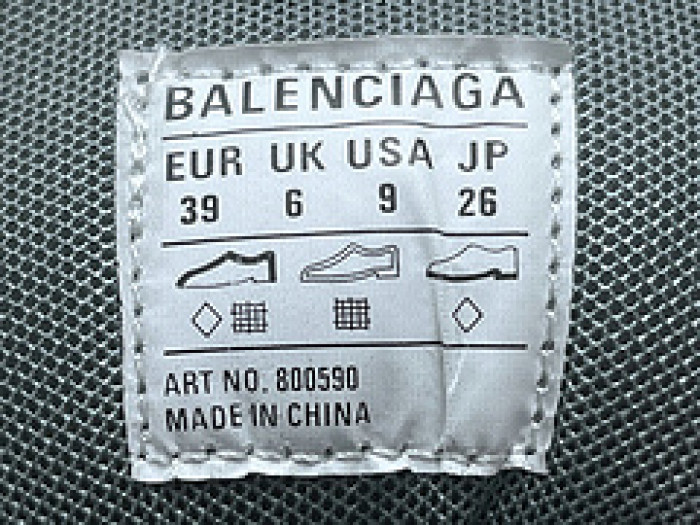 BALENCIAGA
EUR UK USA JP
39 6 9 26
ART NO. 800590
MADE IN CHINA